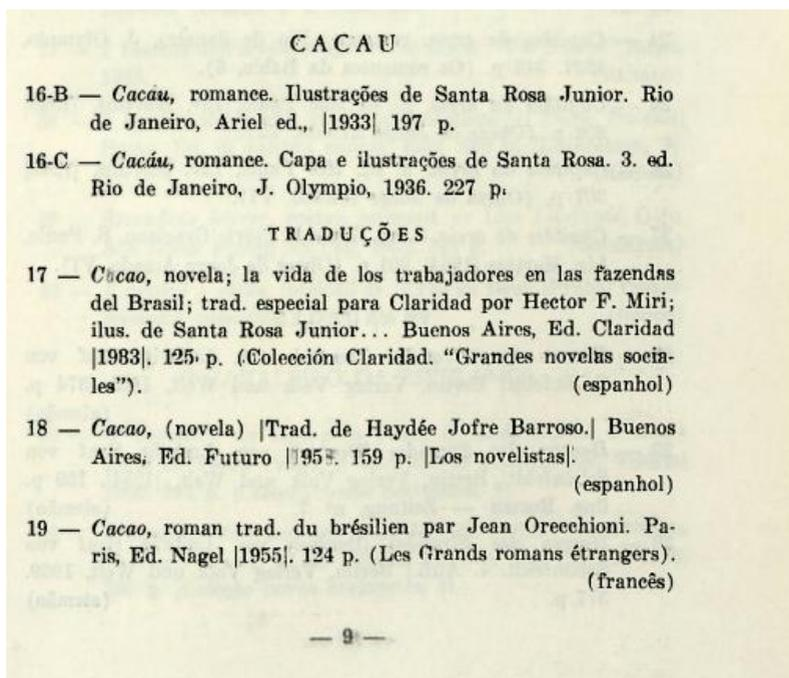 CACAU
16-B — Cacáu, romance. Ilustrações de Santa Rosa Junior. Rio
de Janeiro, Ariel ed., |1933| 197 p.
16-C — Cacáu, romance. Capa e ilustrações de Santa Rosa. 3. ed.
Rio de Janeiro, J. Olympio, 1936. 227 p.
TRADUÇÕES
17 — Cacao, novela; la vida de los trabajadores en las fazendas
del Brasil; trad. especial para Claridad por Hector F. Miri;
ilus. de Santa Rosa Junior... Buenos Aires, Ed. Claridad
|1983|. 125 p. (Colección Claridad. "Grandes novelas socia-
les"). (espanhol)
18 — Cacao, (novela) |Trad. de Haydée Jofre Barroso.| Buenos
Aires, Ed. Futuro 159 p. |Los novelistas|.
(espanhol)
19 — Cacao, roman trad. du brésilien par Jean Orecchioni. Pa-
ris, Ed. Nagel |1955|. 124 p. (Les Grands romans étrangers).
(francês)
— 9 —